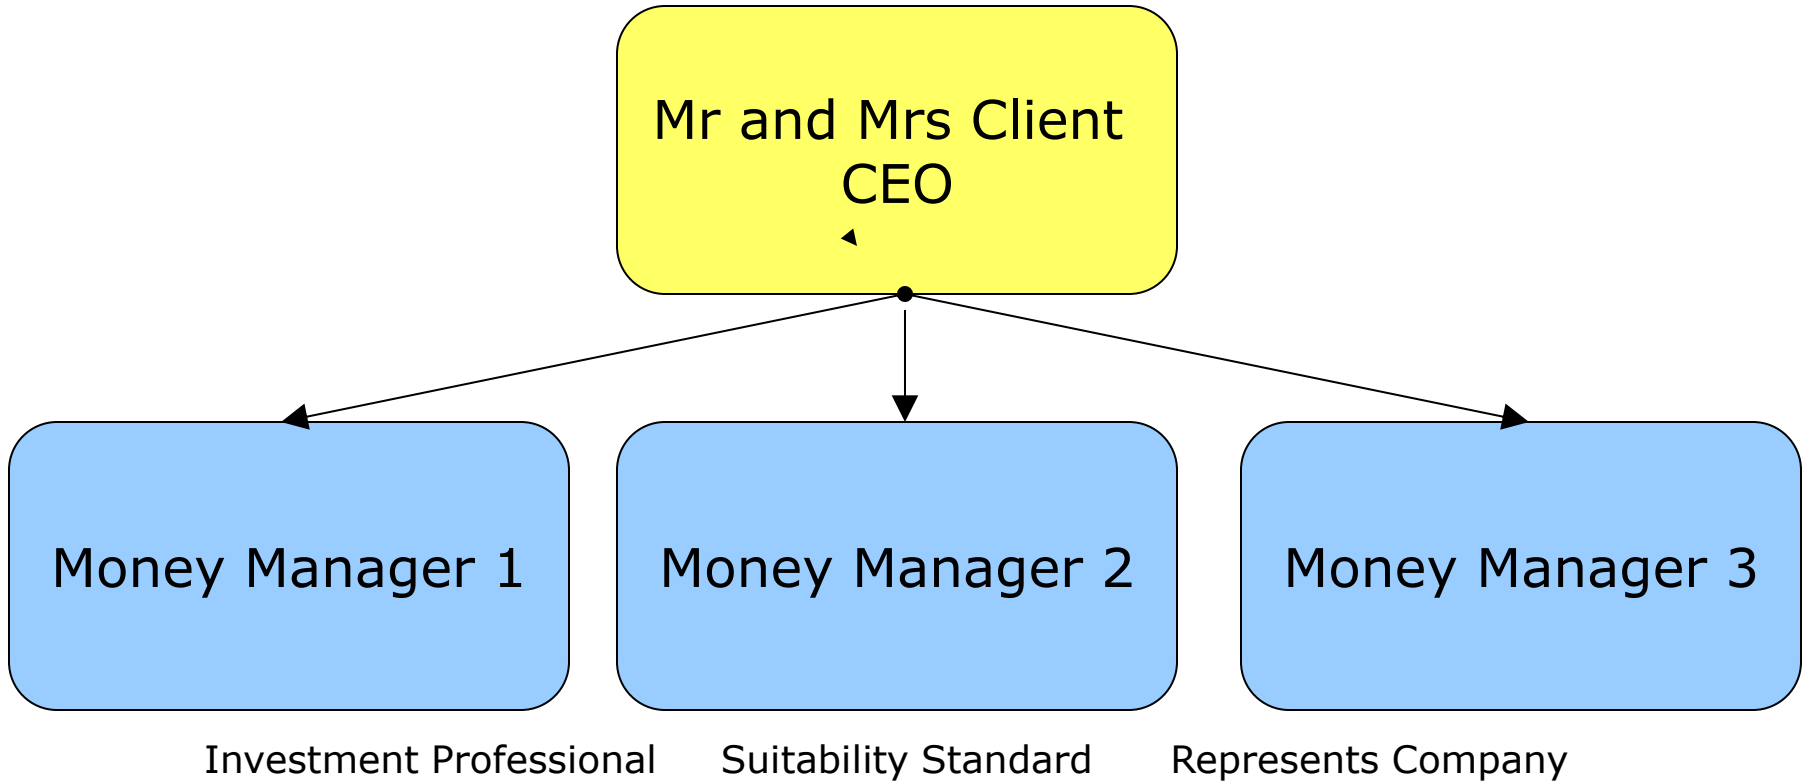 Mr and Mrs Client
CEO
Money Manager 1
Money Manager 2
Money Manager 3
Investment Professional
Suitability Standard
Represents Company